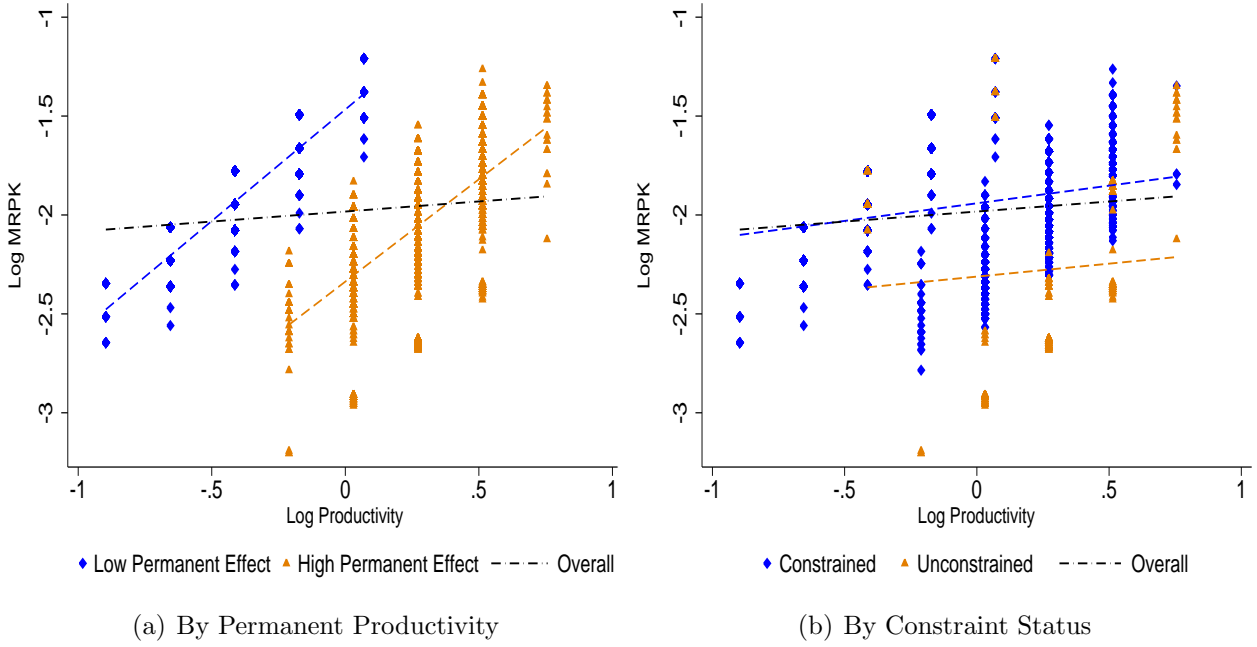 -1
-1.5
-2
-2.5
-3
Log MRPK
-1
-.5
0
.5
1
Log Productivity
Low Permanent Effect
High Permanent Effect
Overall
(a) By Permanent Productivity
-1
-1.5
-2
-2.5
-3
Log MRPK
-1
-.5
0
.5
1
Log Productivity
Constrained
Unconstrained
Overall
(b) By Constraint Status